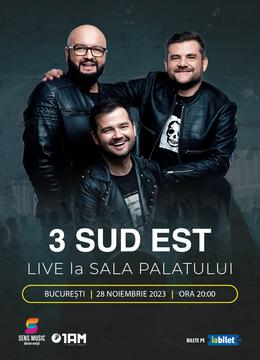 3 SUD EST
LIVE la SALA PALATULUI
BUCUREȘTI | 28 NOIEMBRIE 2023 | ORA 20:00
SENS MUSIC
1AM
BILETE PE iabilet